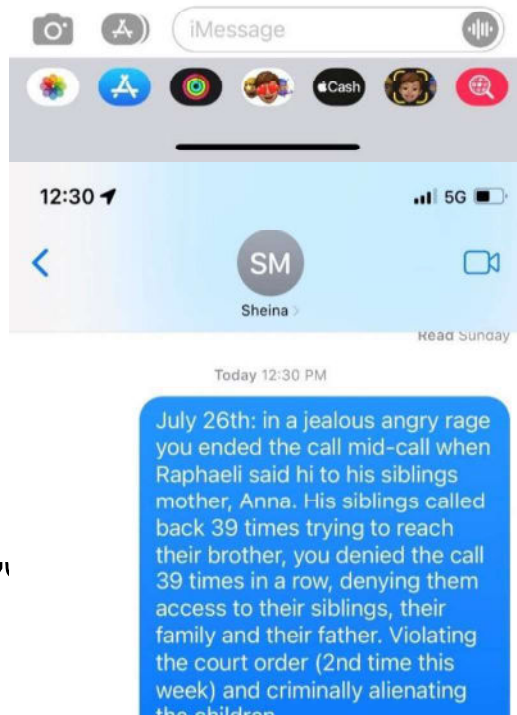 iMessage
Cash
12:30
5G
SM
Sheina
Read Sunday
Today 12:30 PM
July 26th: in a jealous angry rage
you ended the call mid-call when
Raphaeli said hi to his siblings
mother, Anna. His siblings called
back 39 times trying to reach
their brother, you denied the call
39 times in a row, denying them
access to their siblings, their
family and their father. Violating
the court order (2nd time this
week) and criminally alienating
the children